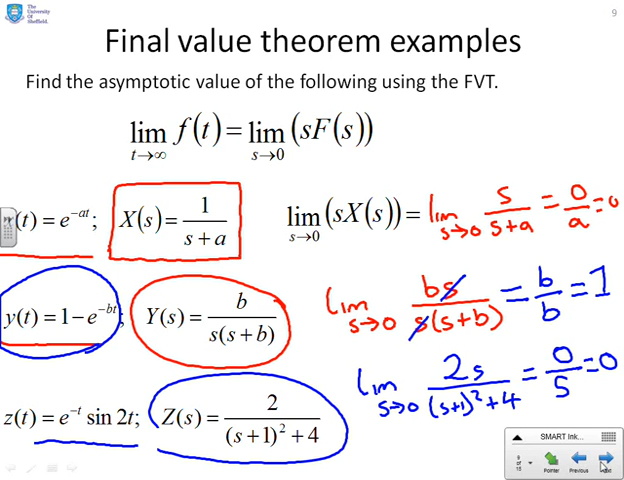 The
University
Of
Sheffield.
9
Final value theorem examples
Find the asymptotic value of the following using the FVT.
lim t→∞ f(t) = lim s→0 (sF(s))
(t) = e^{-at}; X(s) = 1/(s + a) lim s→0 (sX(s)) = lim s→0 s/(s+a) = 0/a = 0
y(t) = 1 − e^{-bt}; Y(s) = b/(s(s + b)) lim s→0 bs/(s(s+b)) = b/b = 1
z(t) = e^{-t} sin 2t; Z(s) = 2/((s + 1)^2 + 4) lim s→0 2s/((s+1)^2+4) = 0/5 = 0
SMART Ink...
9
of
15
Pointer Previous Next